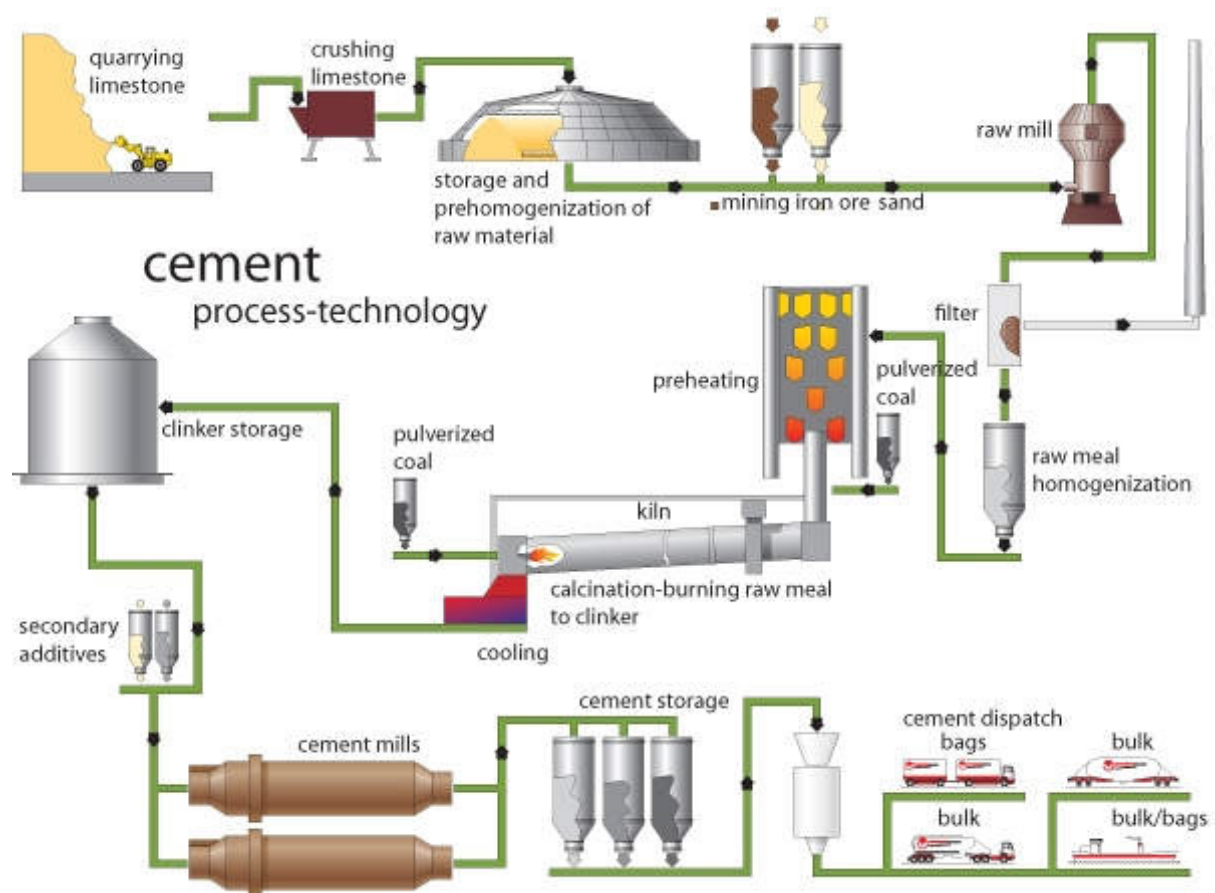 quarrying
limestone
crushing
limestone
storage and
prehomogenization of
raw material
mining iron ore sand
raw mill
cement
process-technology
filter
preheating
pulverized
coal
raw meal
homogenization
clinker storage
pulverized
coal
kiln
calcination-burning raw meal
to clinker
cooling
secondary
additives
cement mills
cement storage
cement dispatch
bags
bulk
bulk
bulk/bags